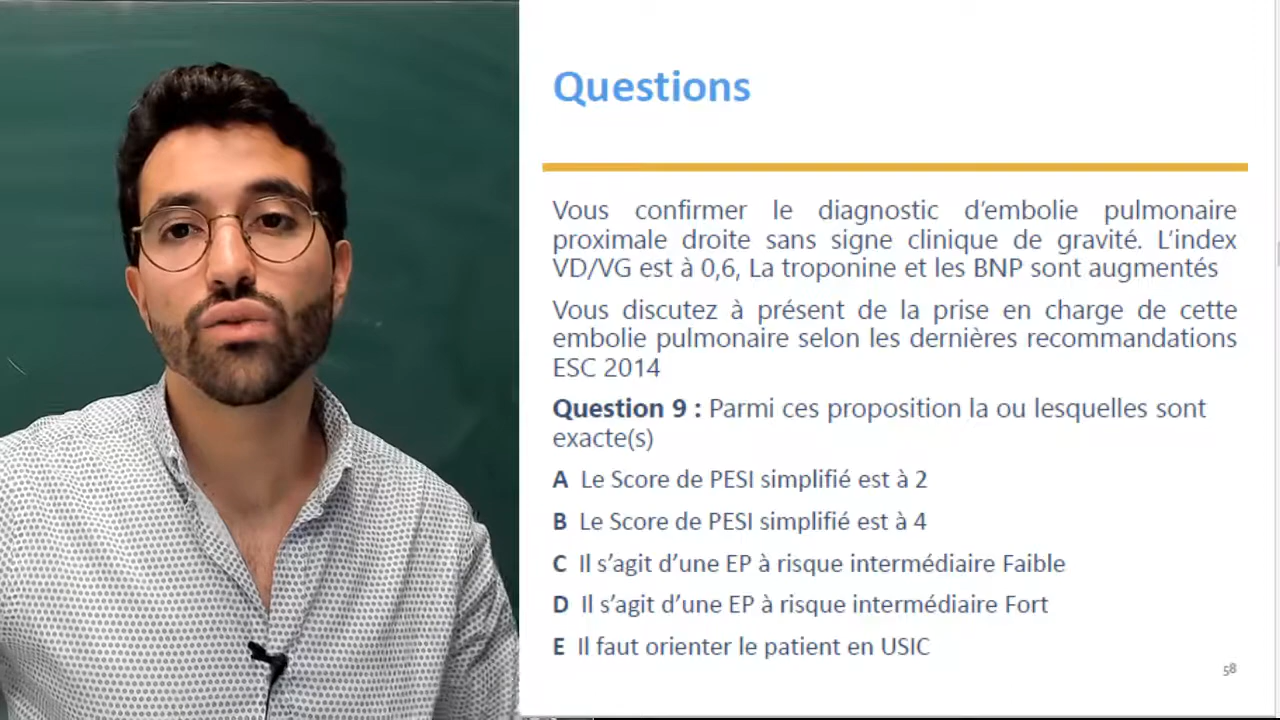 Questions
Vous confirmer le diagnostic d’embolie pulmonaire
proximale droite sans signe clinique de gravité. L’index
VD/VG est à 0,6, La troponine et les BNP sont augmentés
Vous discutez à présent de la prise en charge de cette
embolie pulmonaire selon les dernières recommandations
ESC 2014
Question 9 : Parmi ces proposition la ou lesquelles sont
exacte(s)
A Le Score de PESI simplifié est à 2
B Le Score de PESI simplifié est à 4
C Il s’agit d’une EP à risque intermédiaire Faible
D Il s’agit d’une EP à risque intermédiaire Fort
E Il faut orienter le patient en USIC
58